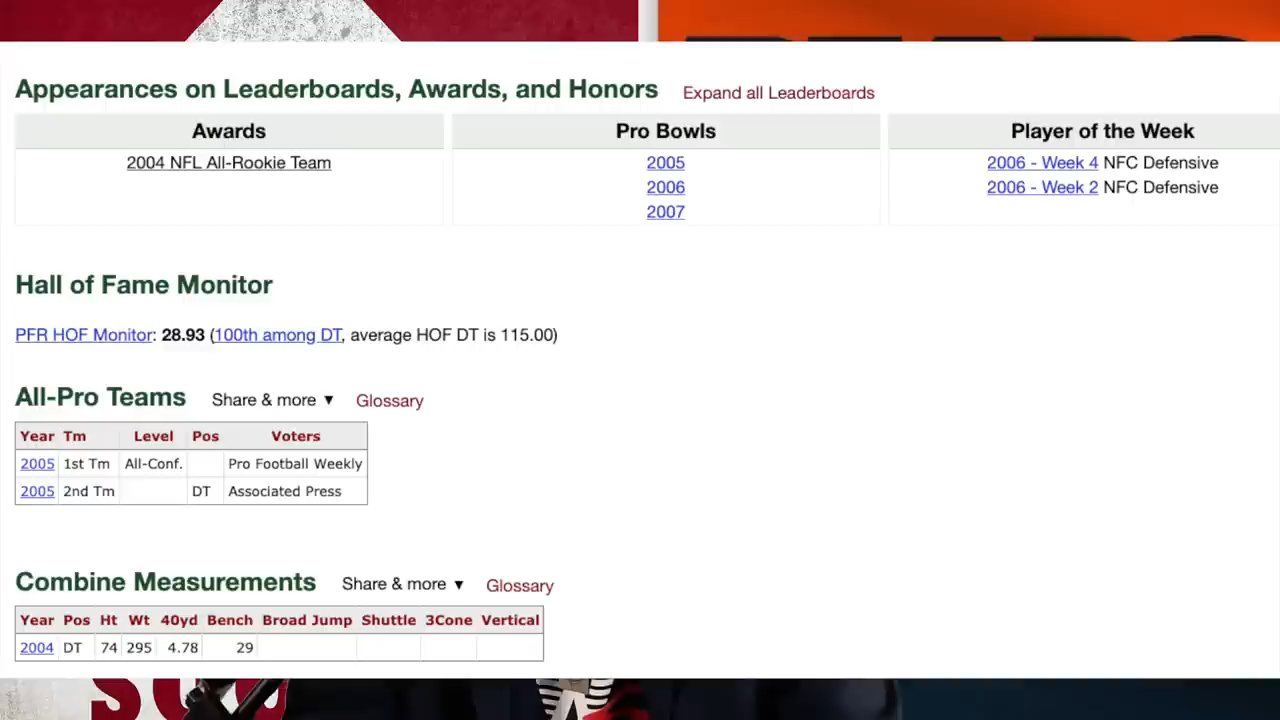 Appearances on Leaderboards, Awards, and Honors Expand all Leaderboards
Awards Pro Bowls Player of the Week
2004 NFL All-Rookie Team 2005 2006 - Week 4 NFC Defensive
2006 2006 - Week 2 NFC Defensive
2007
Hall of Fame Monitor
PFR HOF Monitor: 28.93 (100th among DT, average HOF DT is 115.00)
All-Pro Teams Share & more ▼ Glossary
Year Tm Level Pos Voters
2005 1st Tm All-Conf. Pro Football Weekly
2005 2nd Tm DT Associated Press
Combine Measurements Share & more ▼ Glossary
Year Pos Ht Wt 40yd Bench Broad Jump Shuttle 3Cone Vertical
2004 DT 74 295 4.78 29